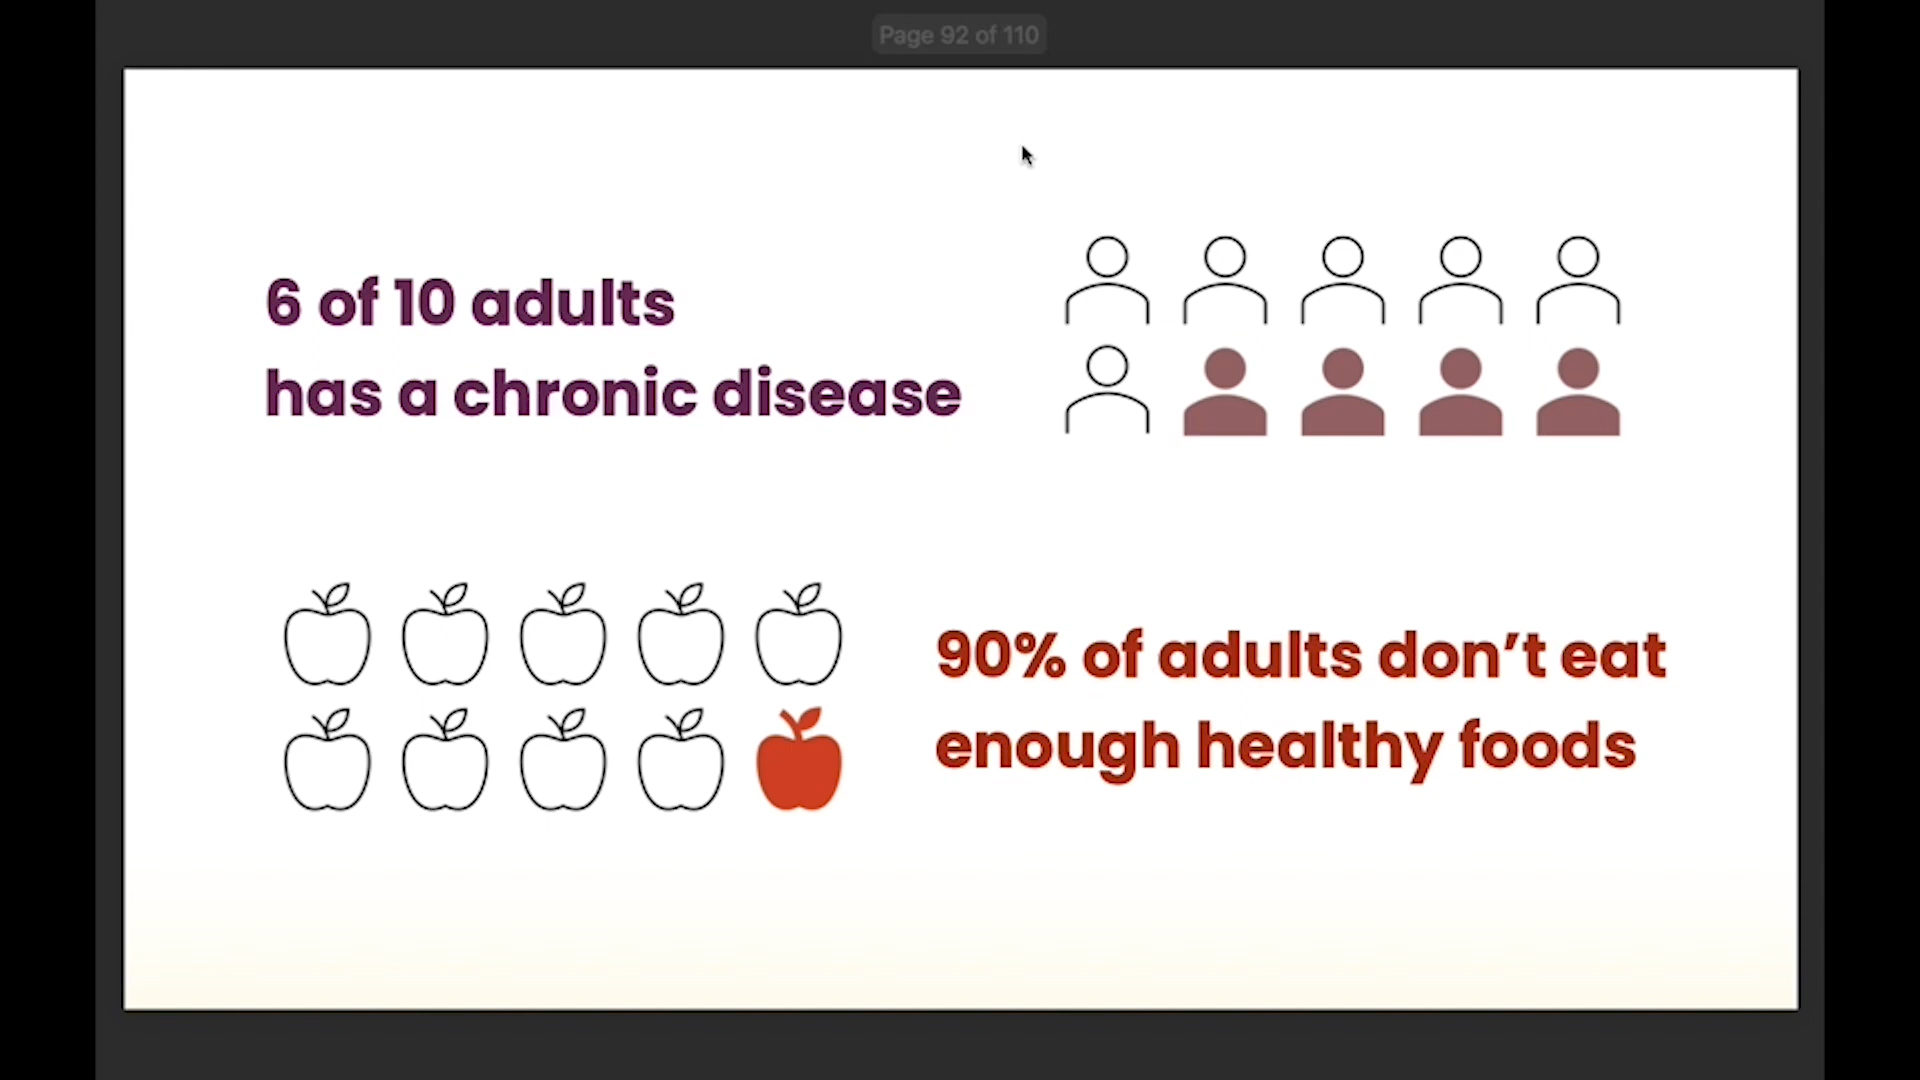 Page 92 of 110
6 of 10 adults
has a chronic disease
90% of adults don’t eat
enough healthy foods